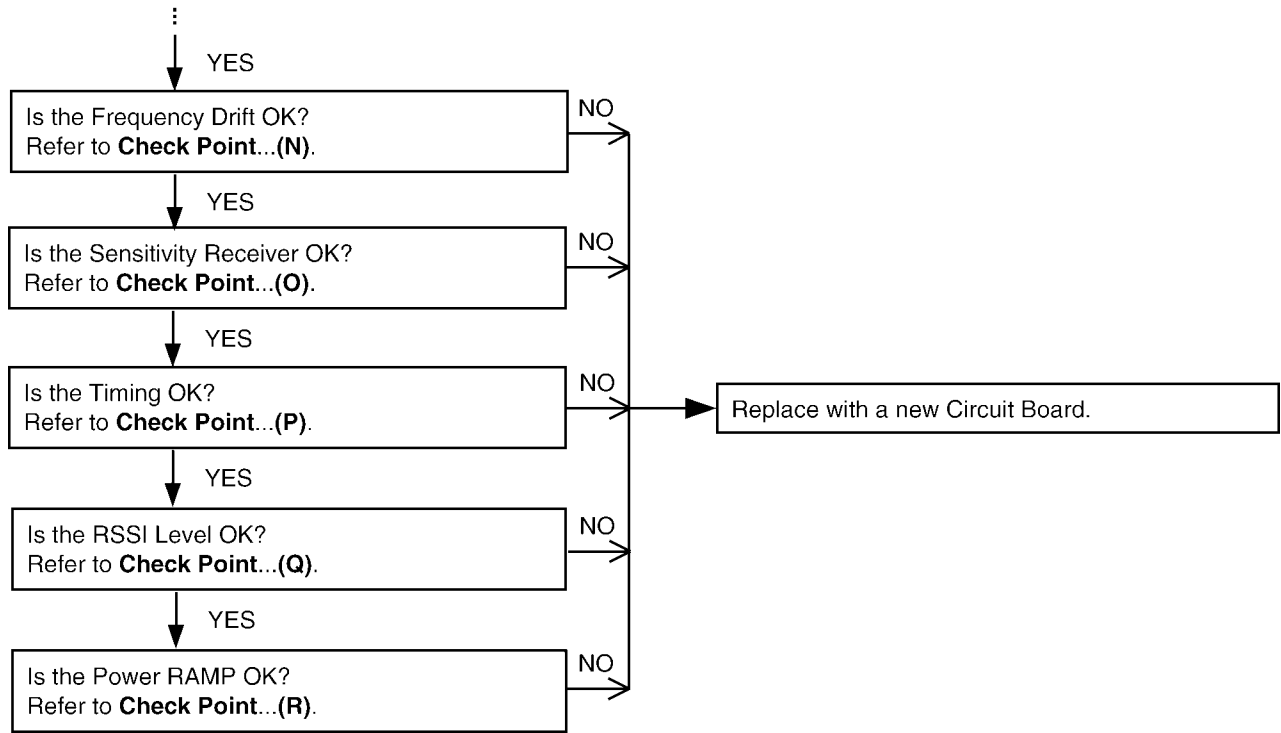 ⋮
YES
Is the Frequency Drift OK?
Refer to Check Point...(N).
NO
YES
Is the Sensitivity Receiver OK?
Refer to Check Point...(O).
NO
YES
Is the Timing OK?
Refer to Check Point...(P).
NO
Replace with a new Circuit Board.
YES
Is the RSSI Level OK?
Refer to Check Point...(Q).
NO
YES
Is the Power RAMP OK?
Refer to Check Point...(R).
NO